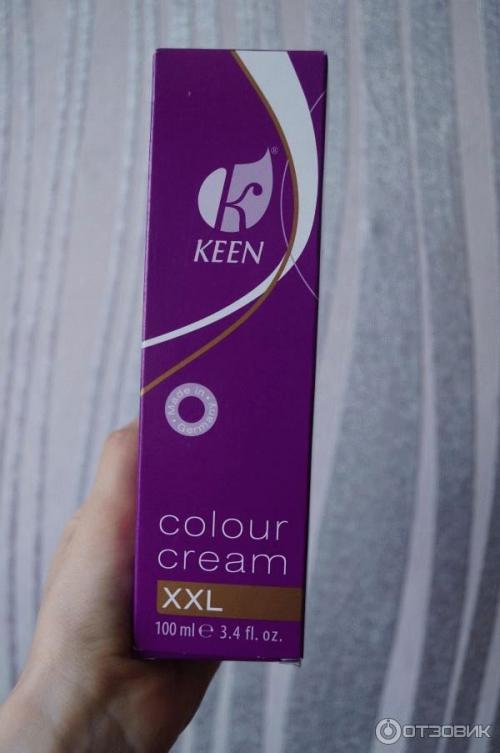 ®
KEEN
Made in
Germany
colour
cream
XXL
100 ml ℮ 3.4 fl. oz.
ОТЗОВИК